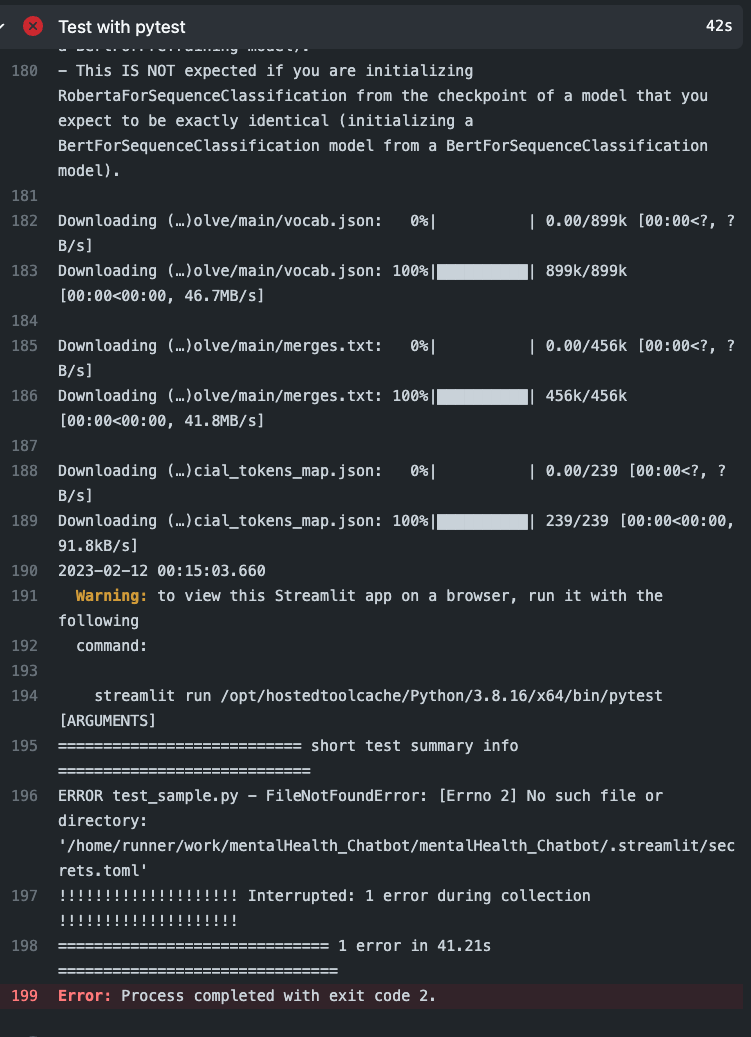 Test with pytest 42s
180 - This IS NOT expected if you are initializing
RobertaForSequenceClassification from the checkpoint of a model that you
expect to be exactly identical (initializing a
BertForSequenceClassification model from a BertForSequenceClassification
model).
181
182 Downloading (…)olve/main/vocab.json:   0%|          | 0.00/899k [00:00<?, ?
B/s]
183 Downloading (…)olve/main/vocab.json: 100%|██████████| 899k/899k
[00:00<00:00, 46.7MB/s]
184
185 Downloading (…)olve/main/merges.txt:   0%|          | 0.00/456k [00:00<?, ?
B/s]
186 Downloading (…)olve/main/merges.txt: 100%|██████████| 456k/456k
[00:00<00:00, 41.8MB/s]
187
188 Downloading (…)cial_tokens_map.json:   0%|          | 0.00/239 [00:00<?, ?
B/s]
189 Downloading (…)cial_tokens_map.json: 100%|██████████| 239/239 [00:00<00:00,
91.8kB/s]
190 2023-02-12 00:15:03.660
191   Warning: to view this Streamlit app on a browser, run it with the
following
192   command:
193
194     streamlit run /opt/hostedtoolcache/Python/3.8.16/x64/bin/pytest
[ARGUMENTS]
195 =========================== short test summary info
============================
196 ERROR test_sample.py - FileNotFoundError: [Errno 2] No such file or
directory:
'/home/runner/work/mentalHealth_Chatbot/mentalHealth_Chatbot/.streamlit/sec
rets.toml'
197 !!!!!!!!!!!!!!!!!!!! Interrupted: 1 error during collection
!!!!!!!!!!!!!!!!!!!!
198 ============================== 1 error in 41.21s
===============================
199 Error: Process completed with exit code 2.